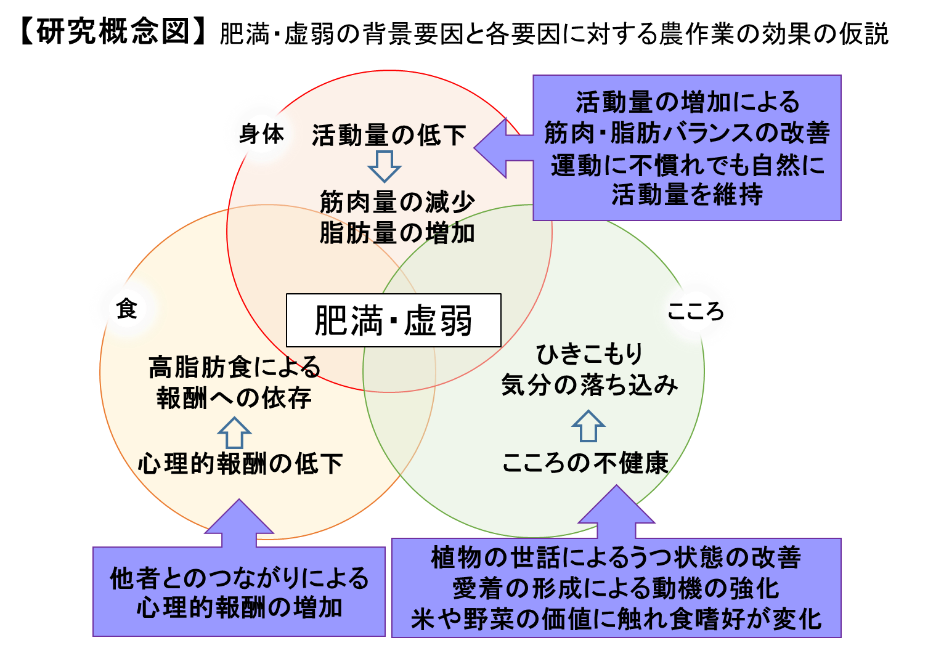 【研究概念図】肥満・虚弱の背景要因と各要因に対する農作業の効果の仮説
身体
活動量の低下
筋肉量の減少
脂肪量の増加
活動量の増加による
筋肉・脂肪バランスの改善
運動に不慣れでも自然に
活動量を維持
食
肥満・虚弱
こころ
高脂肪食による
報酬への依存
心理的報酬の低下
ひきこもり
気分の落ち込み
こころの不健康
他者とのつながりによる
心理的報酬の増加
植物の世話によるうつ状態の改善
愛着の形成による動機の強化
米や野菜の価値に触れ食嗜好が変化